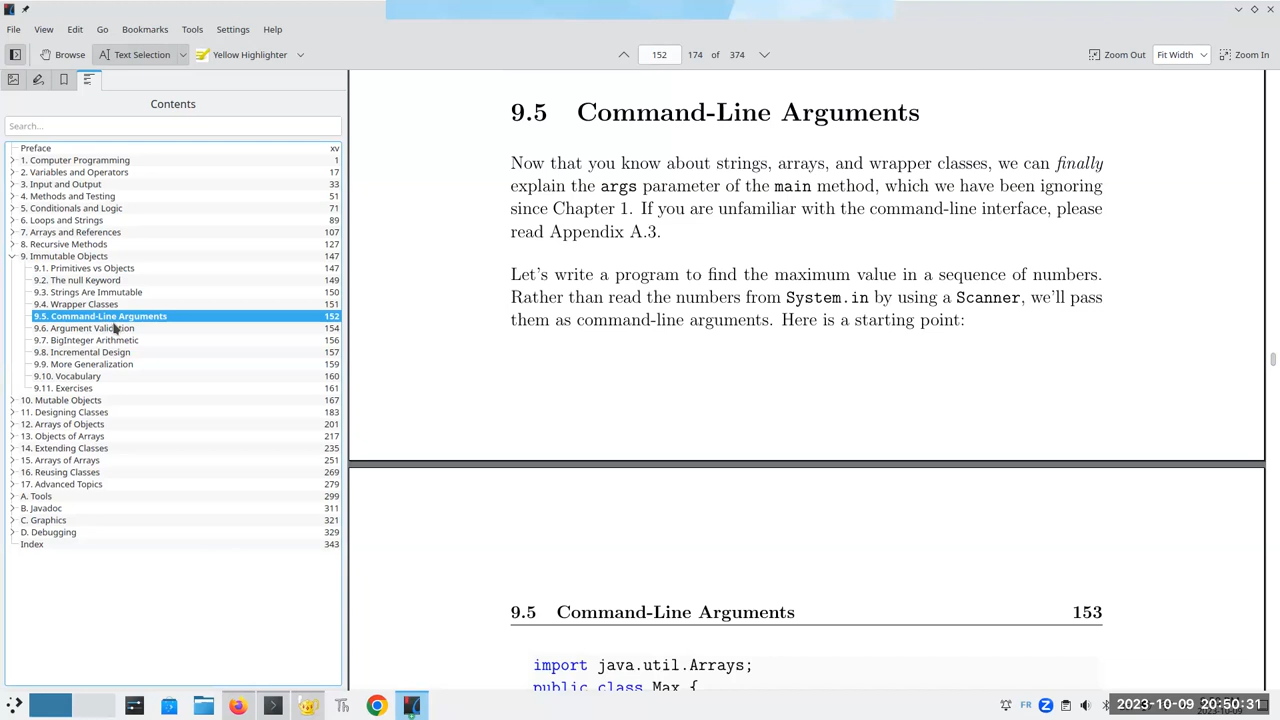 File View Edit Go Bookmarks Tools Settings Help
Browse Text Selection Yellow Highlighter 152 174 of 374 Zoom Out Fit Width Zoom In
Contents
Search...
Preface xv
1. Computer Programming 1
2. Variables and Operators 17
3. Input and Output 33
4. Methods and Testing 51
5. Conditionals and Logic 71
6. Loops and Strings 89
7. Arrays and References 107
8. Recursive Methods 127
9. Immutable Objects 147
9.1. Primitives vs Objects 147
9.2. The null Keyword 149
9.3. Strings Are Immutable 150
9.4. Wrapper Classes 151
9.5. Command-Line Arguments 152
9.6. Argument Validation 154
9.7. BigInteger Arithmetic 156
9.8. Incremental Design 157
9.9. More Generalization 159
9.10. Vocabulary 160
9.11. Exercises 161
10. Mutable Objects 167
11. Designing Classes 183
12. Arrays of Objects 201
13. Objects of Arrays 217
14. Extending Classes 235
15. Arrays of Arrays 251
16. Reusing Classes 269
17. Advanced Topics 279
A. Tools 299
B. Javadoc 311
C. Graphics 321
D. Debugging 329
Index 343
9.5 Command-Line Arguments
Now that you know about strings, arrays, and wrapper classes, we can finally
explain the args parameter of the main method, which we have been ignoring
since Chapter 1. If you are unfamiliar with the command-line interface, please
read Appendix A.3.
Let's write a program to find the maximum value in a sequence of numbers.
Rather than read the numbers from System.in by using a Scanner, we'll pass
them as command-line arguments. Here is a starting point:
9.5 Command-Line Arguments 153
import java.util.Arrays;
public class Max {
Th FR Z 2023-10-09 20:50:31